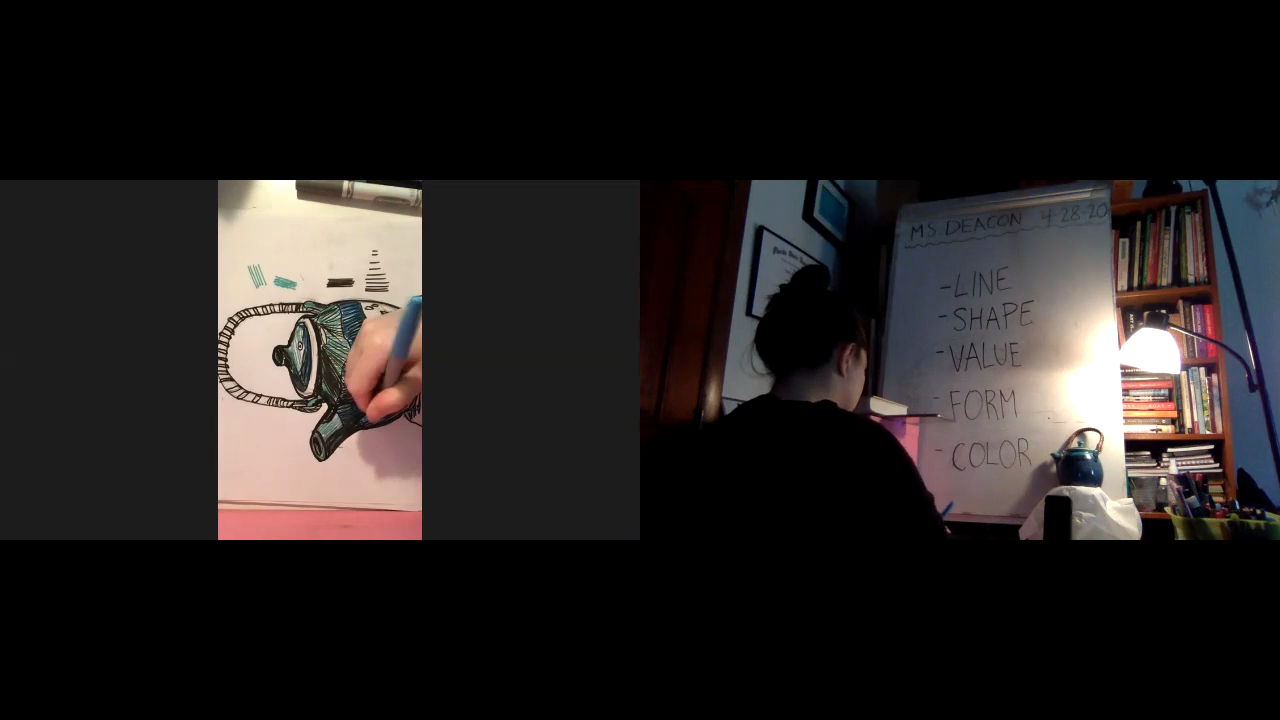 MS. DEACON 4-28-20
-LINE
-SHAPE
-VALUE
-FORM
-COLOR